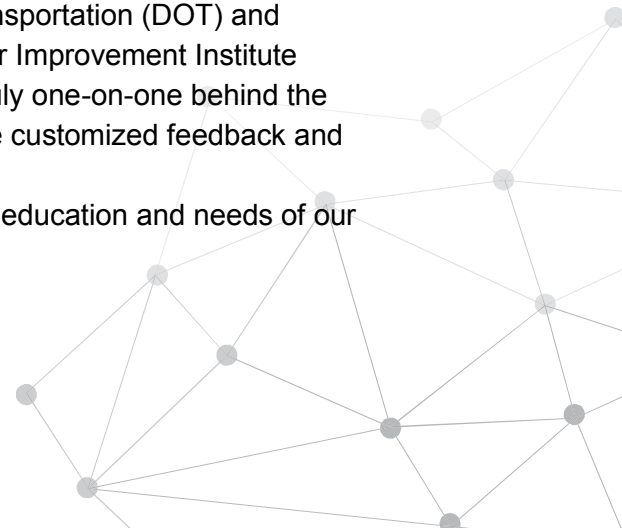 nsportation (DOT) and
r Improvement Institute
ly one-on-one behind the
e customized feedback and
education and needs of our